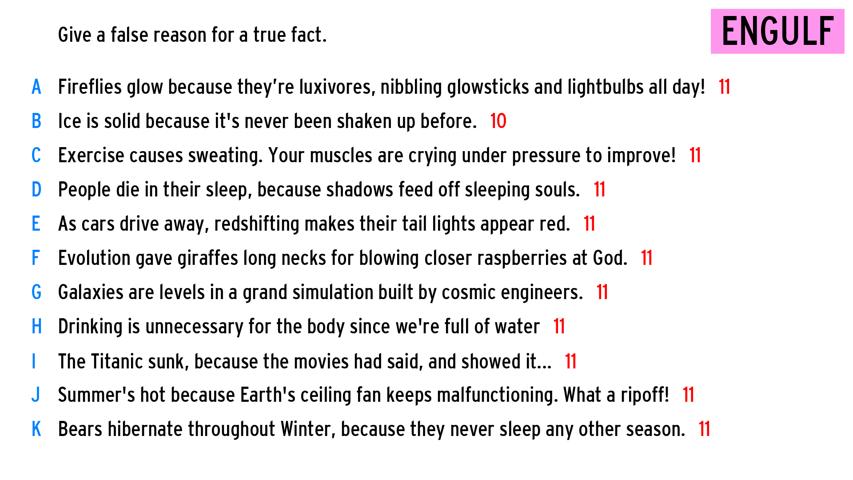 Give a false reason for a true fact.
ENGULF
A Fireflies glow because they're luxivores, nibbling glowsticks and lightbulbs all day! 11
B Ice is solid because it's never been shaken up before. 10
C Exercise causes sweating. Your muscles are crying under pressure to improve! 11
D People die in their sleep, because shadows feed off sleeping souls. 11
E As cars drive away, redshifting makes their tail lights appear red. 11
F Evolution gave giraffes long necks for blowing closer raspberries at God. 11
G Galaxies are levels in a grand simulation built by cosmic engineers. 11
H Drinking is unnecessary for the body since we're full of water 11
I The Titanic sunk, because the movies had said, and showed it... 11
J Summer's hot because Earth's ceiling fan keeps malfunctioning. What a ripoff! 11
K Bears hibernate throughout Winter, because they never sleep any other season. 11